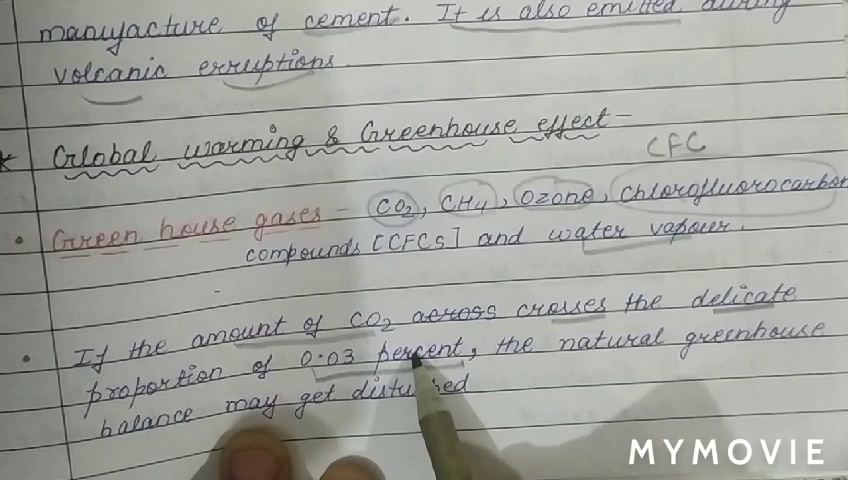 manufacture of cement. It is also emitted during
volcanic erruptions.
Global warming & Greenhouse effect -
CFC
Green house gases - CO2, CH4, Ozone, Chlorofluorocarbon
compounds [CFCs] and water vapour.
If the amount of CO2 across crosses the delicate
proportion of 0.03 percent, the natural greenhouse
balance may get disturbed
MYMOVIE